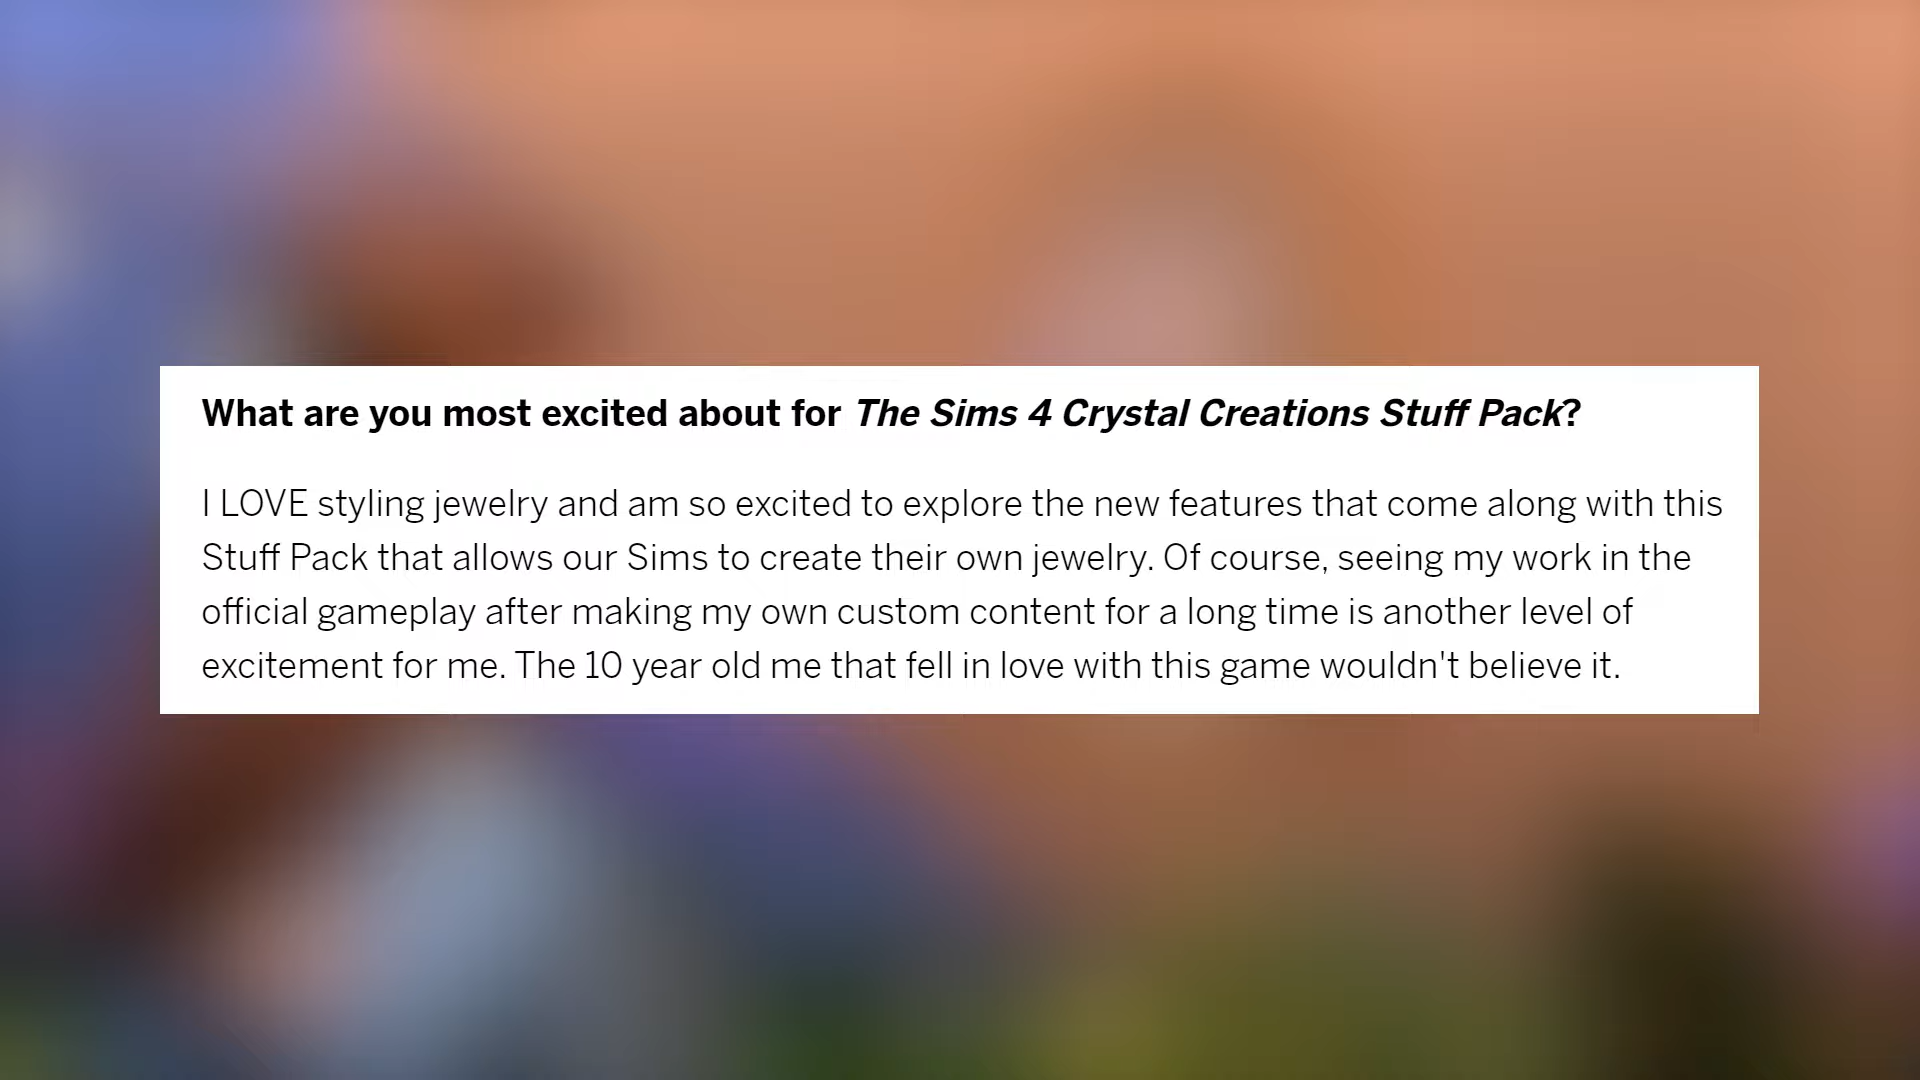 What are you most excited about for The Sims 4 Crystal Creations Stuff Pack?
I LOVE styling jewelry and am so excited to explore the new features that come along with this
Stuff Pack that allows our Sims to create their own jewelry. Of course, seeing my work in the
official gameplay after making my own custom content for a long time is another level of
excitement for me. The 10 year old me that fell in love with this game wouldn't believe it.